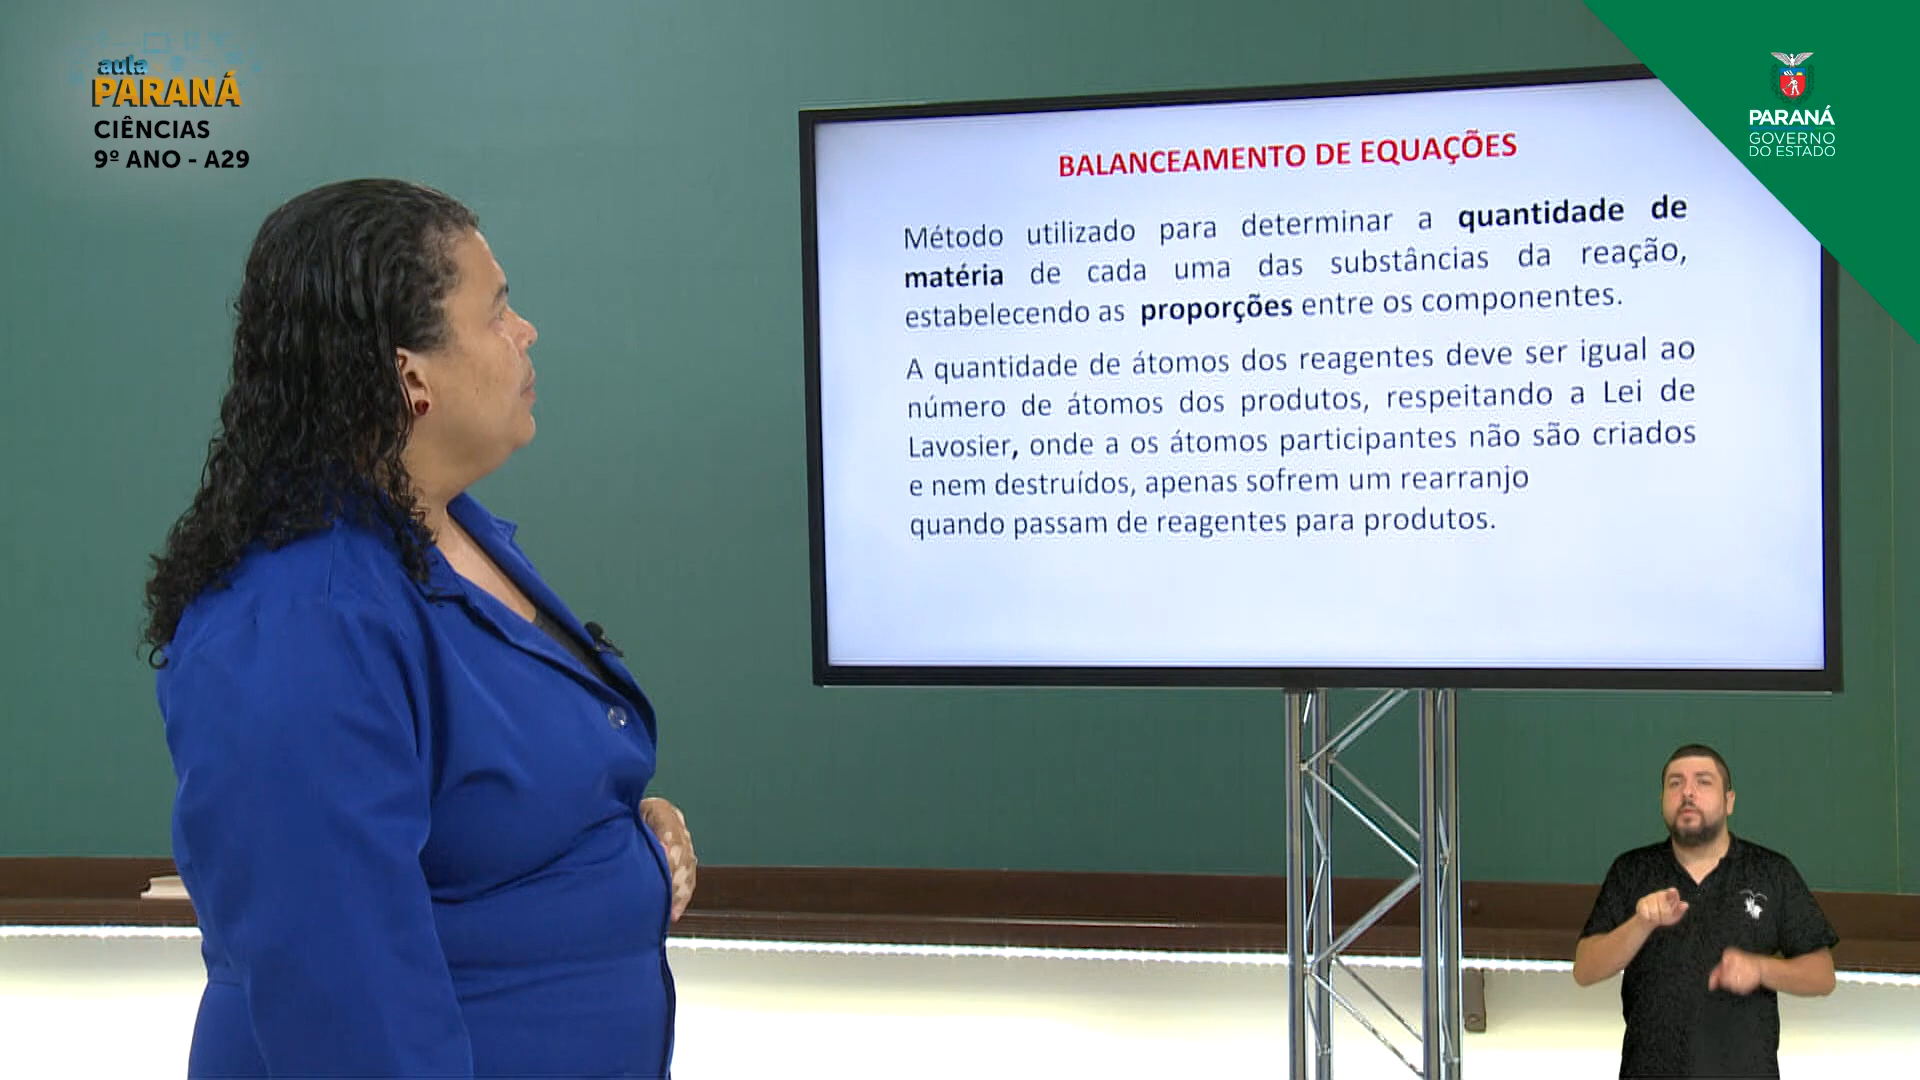 aula
PARANÁ
CIÊNCIAS
9º ANO - A29
PARANÁ
GOVERNO
DO ESTADO
BALANCEAMENTO DE EQUAÇÕES
Método utilizado para determinar a quantidade de
matéria de cada uma das substâncias da reação,
estabelecendo as proporções entre os componentes.
A quantidade de átomos dos reagentes deve ser igual ao
número de átomos dos produtos, respeitando a Lei de
Lavosier, onde a os átomos participantes não são criados
e nem destruídos, apenas sofrem um rearranjo
quando passam de reagentes para produtos.